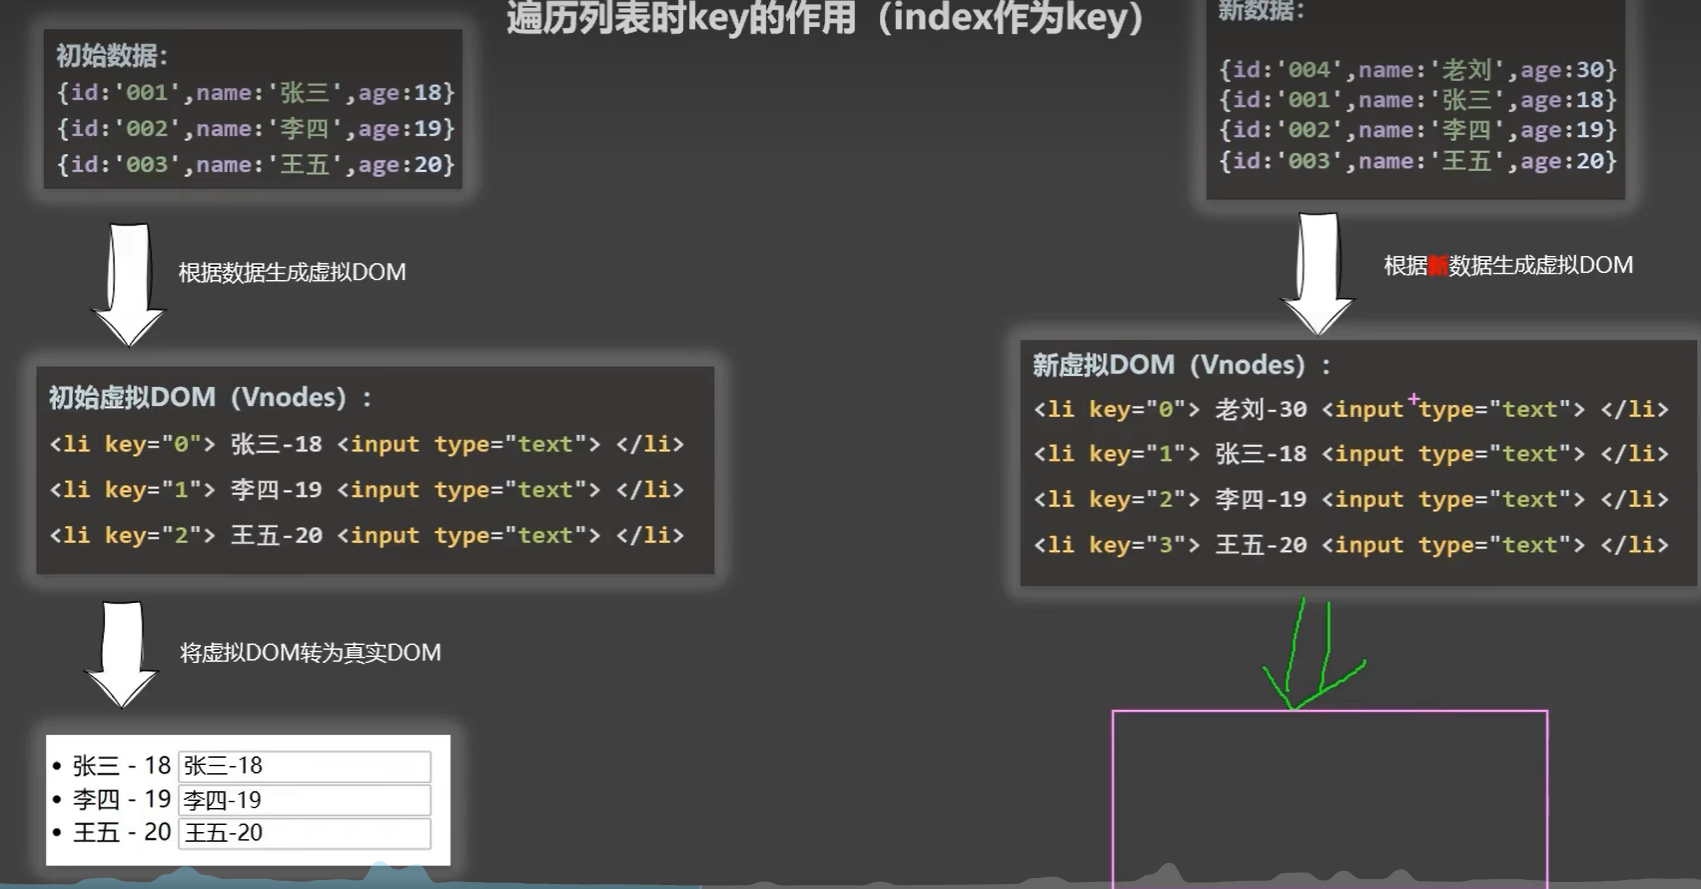 遍历列表时key的作用（index作为key）
初始数据：
{id:'001',name:'张三',age:18}
{id:'002',name:'李四',age:19}
{id:'003',name:'王五',age:20}
根据数据生成虚拟DOM
初始虚拟DOM（Vnodes）：
<li key="0"> 张三-18 <input type="text"> </li>
<li key="1"> 李四-19 <input type="text"> </li>
<li key="2"> 王五-20 <input type="text"> </li>
将虚拟DOM转为真实DOM
• 张三 - 18 张三-18
• 李四 - 19 李四-19
• 王五 - 20 王五-20
新数据：
{id:'004',name:'老刘',age:30}
{id:'001',name:'张三',age:18}
{id:'002',name:'李四',age:19}
{id:'003',name:'王五',age:20}
根据新数据生成虚拟DOM
新虚拟DOM（Vnodes）：
<li key="0"> 老刘-30 <input type="text"> </li>
<li key="1"> 张三-18 <input type="text"> </li>
<li key="2"> 李四-19 <input type="text"> </li>
<li key="3"> 王五-20 <input type="text"> </li>